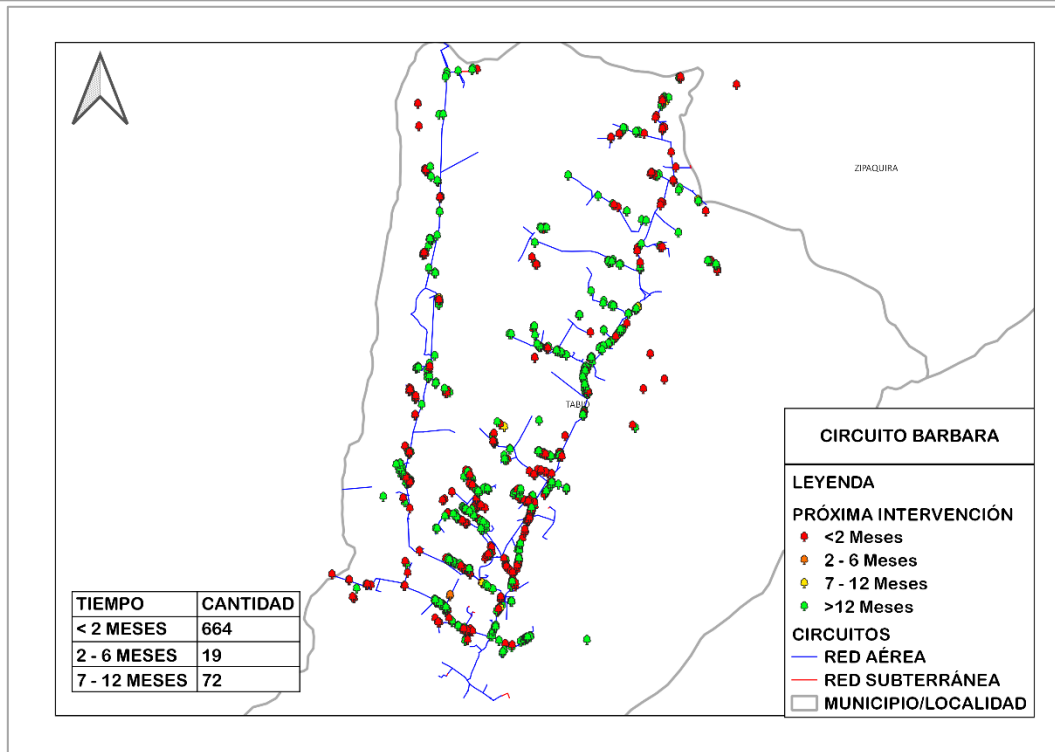 ZIPAQUIRA
TABIO
CIRCUITO BARBARA
LEYENDA
PRÓXIMA INTERVENCIÓN
<2 Meses
2 - 6 Meses
7 - 12 Meses
>12 Meses
CIRCUITOS
RED AÉREA
RED SUBTERRÁNEA
MUNICIPIO/LOCALIDAD
TIEMPO CANTIDAD
< 2 MESES 664
2 - 6 MESES 19
7 - 12 MESES 72